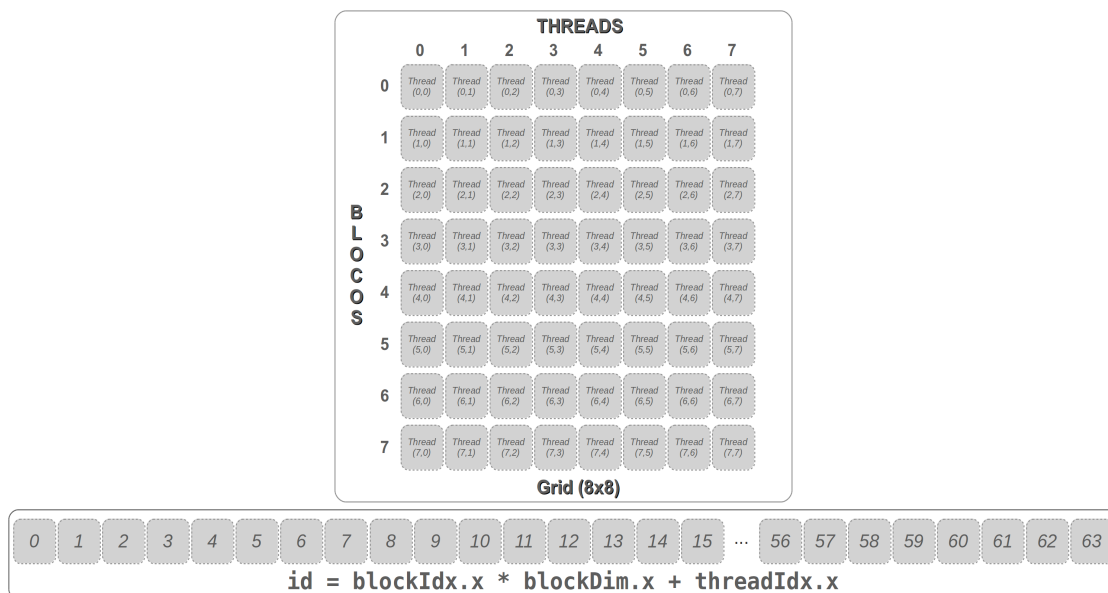 THREADS
0 1 2 3 4 5 6 7
0 Thread (0,0) Thread (0,1) Thread (0,2) Thread (0,3) Thread (0,4) Thread (0,5) Thread (0,6) Thread (0,7)
1 Thread (1,0) Thread (1,1) Thread (1,2) Thread (1,3) Thread (1,4) Thread (1,5) Thread (1,6) Thread (1,7)
2 Thread (2,0) Thread (2,1) Thread (2,2) Thread (2,3) Thread (2,4) Thread (2,5) Thread (2,6) Thread (2,7)
3 Thread (3,0) Thread (3,1) Thread (3,2) Thread (3,3) Thread (3,4) Thread (3,5) Thread (3,6) Thread (3,7)
4 Thread (4,0) Thread (4,1) Thread (4,2) Thread (4,3) Thread (4,4) Thread (4,5) Thread (4,6) Thread (4,7)
5 Thread (5,0) Thread (5,1) Thread (5,2) Thread (5,3) Thread (5,4) Thread (5,5) Thread (5,6) Thread (5,7)
6 Thread (6,0) Thread (6,1) Thread (6,2) Thread (6,3) Thread (6,4) Thread (6,5) Thread (6,6) Thread (6,7)
7 Thread (7,0) Thread (7,1) Thread (7,2) Thread (7,3) Thread (7,4) Thread (7,5) Thread (7,6) Thread (7,7)
BLOCOS
Grid (8x8)
0 1 2 3 4 5 6 7 8 9 10 11 12 13 14 15 ... 56 57 58 59 60 61 62 63
id = blockIdx.x * blockDim.x + threadIdx.x